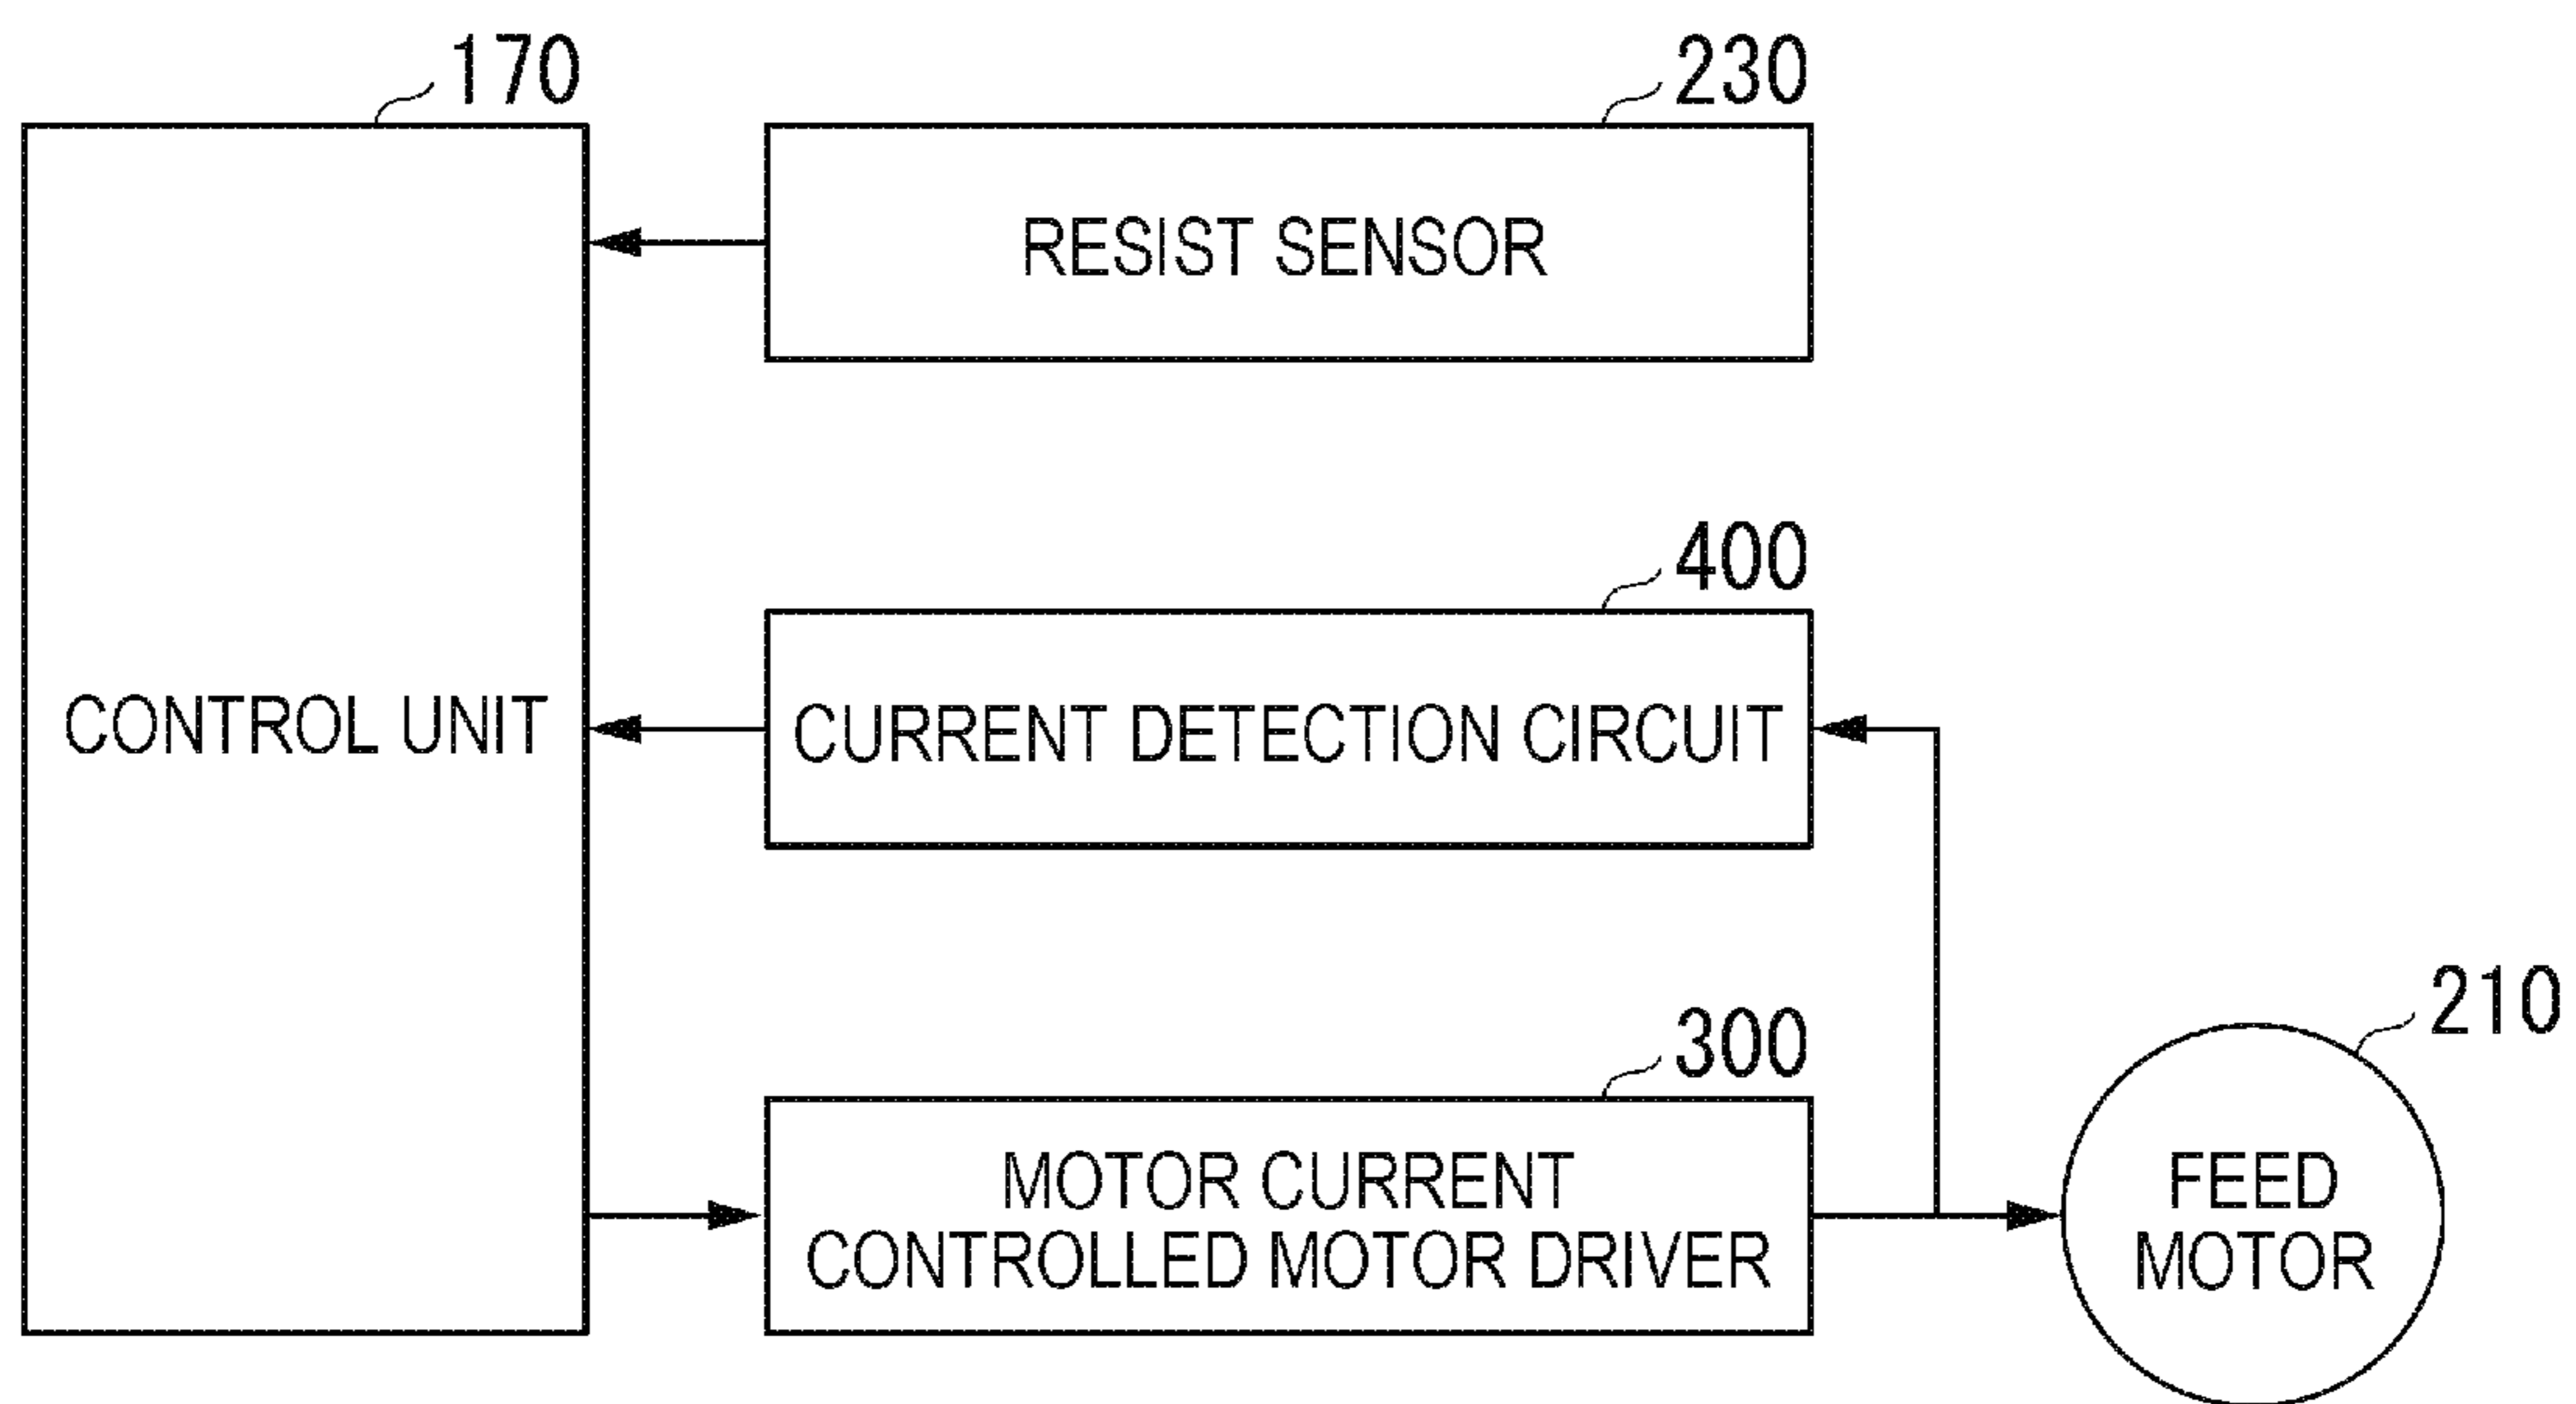 170
230
RESIST SENSOR
400
CONTROL UNIT
CURRENT DETECTION CIRCUIT
300
210
MOTOR CURRENT
CONTROLLED MOTOR DRIVER
FEED
MOTOR